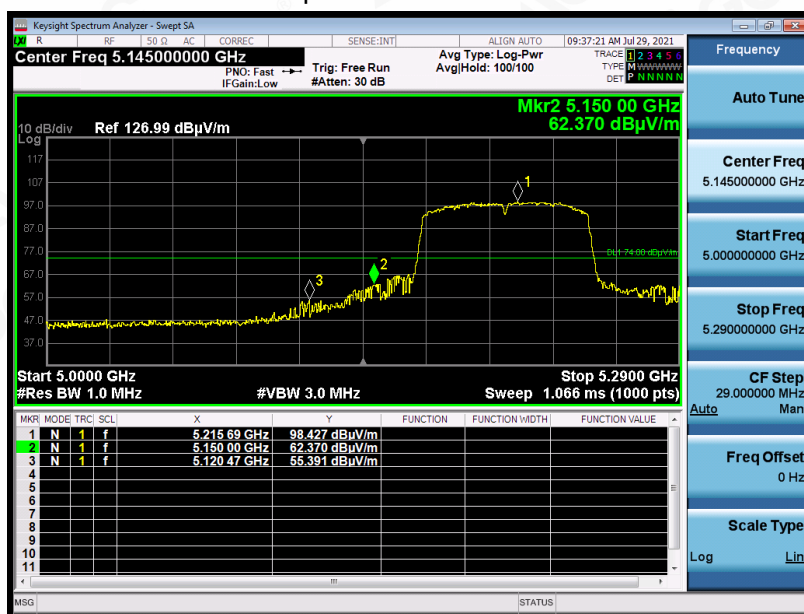 Keysight Spectrum Analyzer - Swept SA
LXI R RF 50 Ω AC CORREC SENSE:INT ALIGN AUTO 09:37:21 AM Jul 29, 2021
Center Freq 5.145000000 GHz
PNO: Fast
IFGain:Low
Trig: Free Run
#Atten: 30 dB
Avg Type: Log-Pwr
Avg|Hold: 100/100
TRACE 1 2 3 4 5 6
TYPE M WWWWW
DET P N N N N N
Mkr2 5.150 00 GHz
62.370 dBµV/m
10 dB/div Ref 126.99 dBµV/m
Log
117
107
97.0
87.0
77.0
67.0
57.0
47.0
37.0
1
2
3
DL1 74.00 dBµV/m
Start 5.0000 GHz Stop 5.2900 GHz
#Res BW 1.0 MHz #VBW 3.0 MHz Sweep 1.066 ms (1000 pts)
MKR MODE TRC SCL X Y FUNCTION FUNCTION WIDTH FUNCTION VALUE
1 N 1 f 5.215 69 GHz 98.427 dBµV/m
2 N 1 f 5.150 00 GHz 62.370 dBµV/m
3 N 1 f 5.120 47 GHz 55.391 dBµV/m
4
5
6
7
8
9
10
11
MSG STATUS
Frequency
Auto Tune
Center Freq
5.145000000 GHz
Start Freq
5.000000000 GHz
Stop Freq
5.290000000 GHz
CF Step
29.000000 MHz
Auto Man
Freq Offset
0 Hz
Scale Type
Log Lin